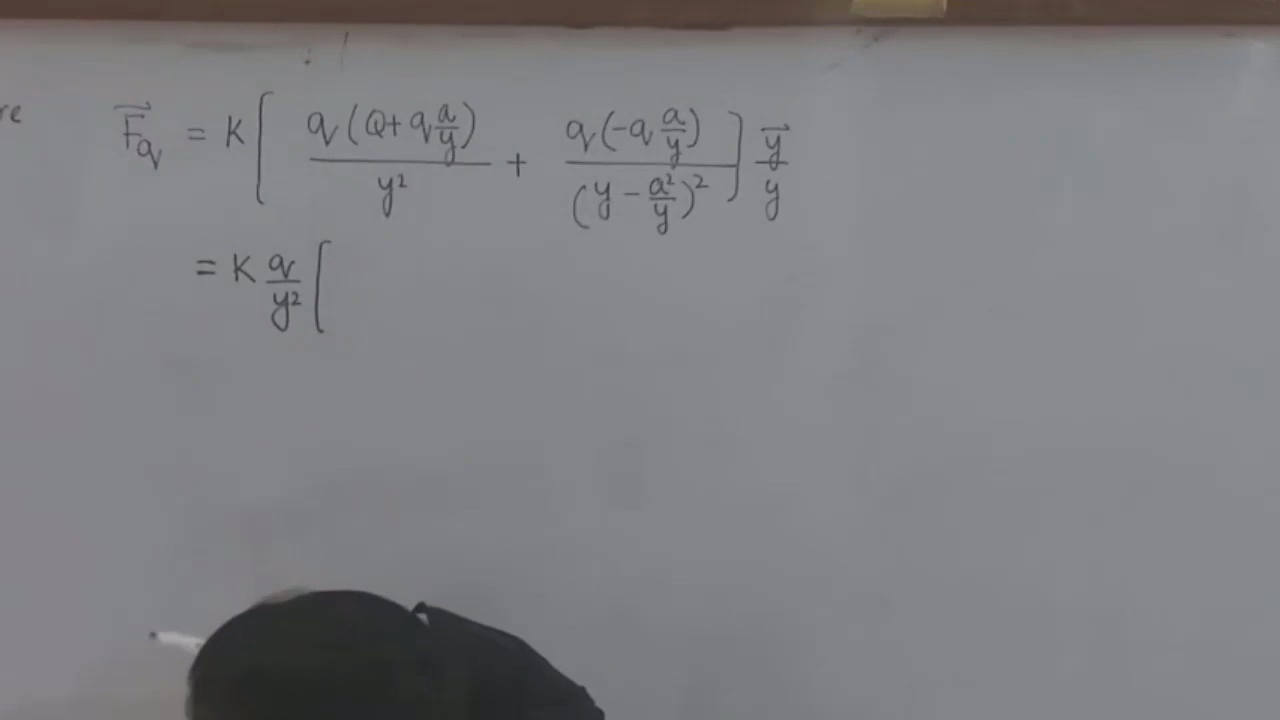 re F⃗q = K [ q(Q+q a/y) / y² + q(-q a/y) / (y - a²/y)² ] y⃗/y
= K q/y² [